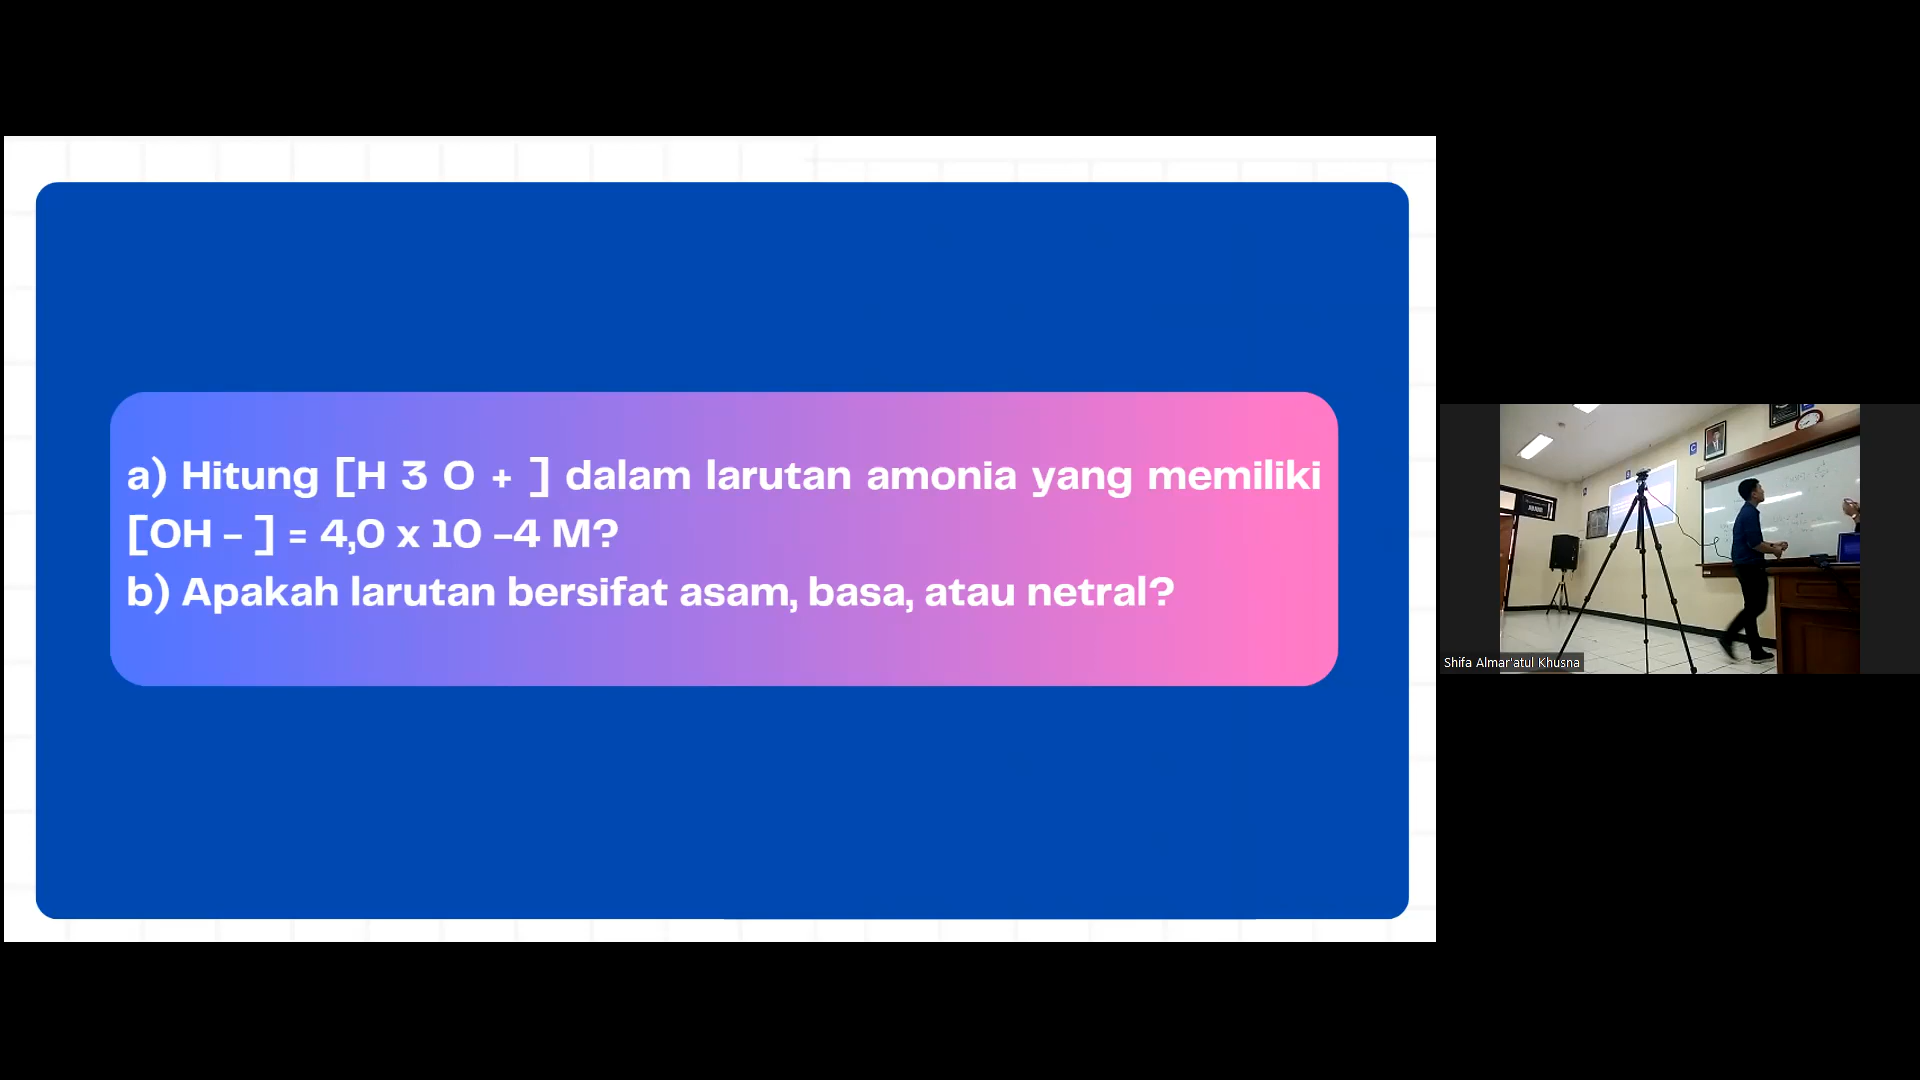 a) Hitung [H 3 O + ] dalam larutan amonia yang memiliki
[OH – ] = 4,0 x 10 –4 M?
b) Apakah larutan bersifat asam, basa, atau netral?
Shifa Almar'atul Khusna